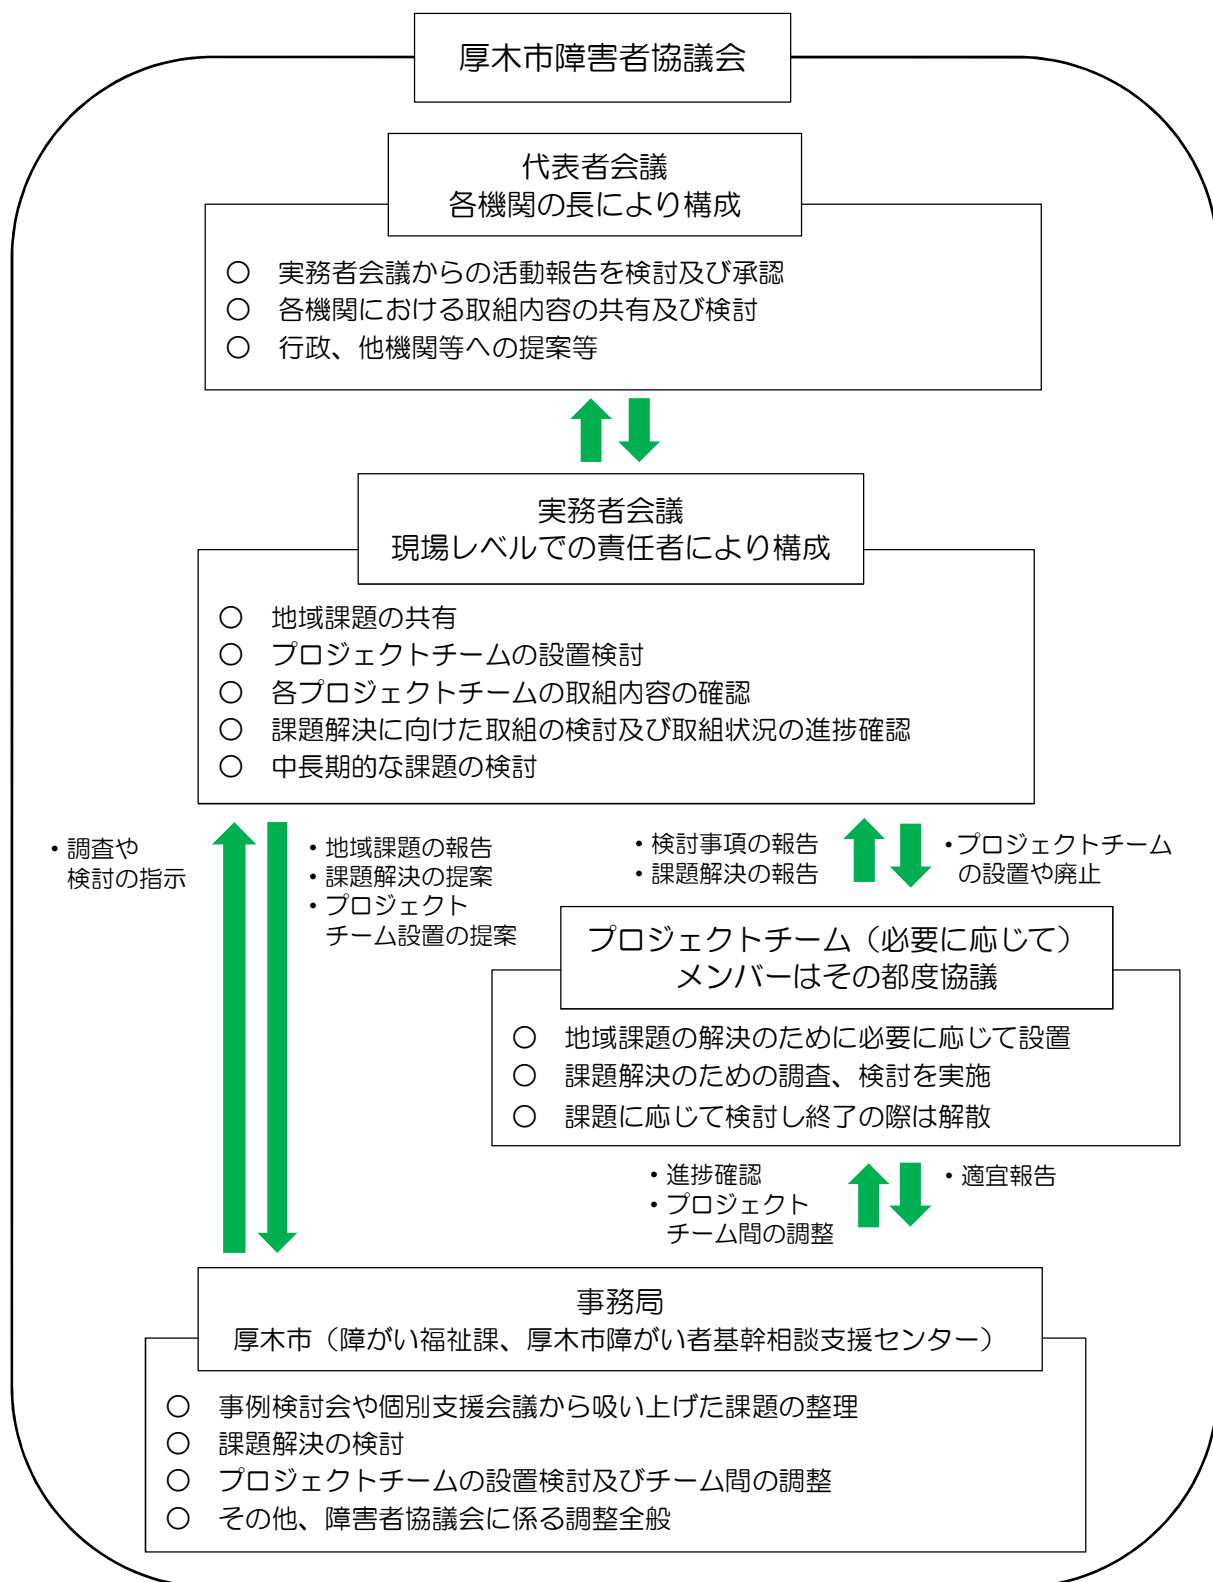 厚木市障害者協議会
代表者会議
各機関の長により構成
○ 実務者会議からの活動報告を検討及び承認
○ 各機関における取組内容の共有及び検討
○ 行政、他機関等への提案等
実務者会議
現場レベルでの責任者により構成
○ 地域課題の共有
○ プロジェクトチームの設置検討
○ 各プロジェクトチームの取組内容の確認
○ 課題解決に向けた取組の検討及び取組状況の進捗確認
○ 中長期的な課題の検討
・調査や
検討の指示
・地域課題の報告
・課題解決の提案
・プロジェクト
チーム設置の提案
・検討事項の報告
・課題解決の報告
・プロジェクトチーム
の設置や廃止
プロジェクトチーム（必要に応じて）
メンバーはその都度協議
○ 地域課題の解決のために必要に応じて設置
○ 課題解決のための調査、検討を実施
○ 課題に応じて検討し終了の際は解散
・進捗確認
・プロジェクト
チーム間の調整
・適宜報告
事務局
厚木市（障がい福祉課、厚木市障がい者基幹相談支援センター）
○ 事例検討会や個別支援会議から吸い上げた課題の整理
○ 課題解決の検討
○ プロジェクトチームの設置検討及びチーム間の調整
○ その他、障害者協議会に係る調整全般